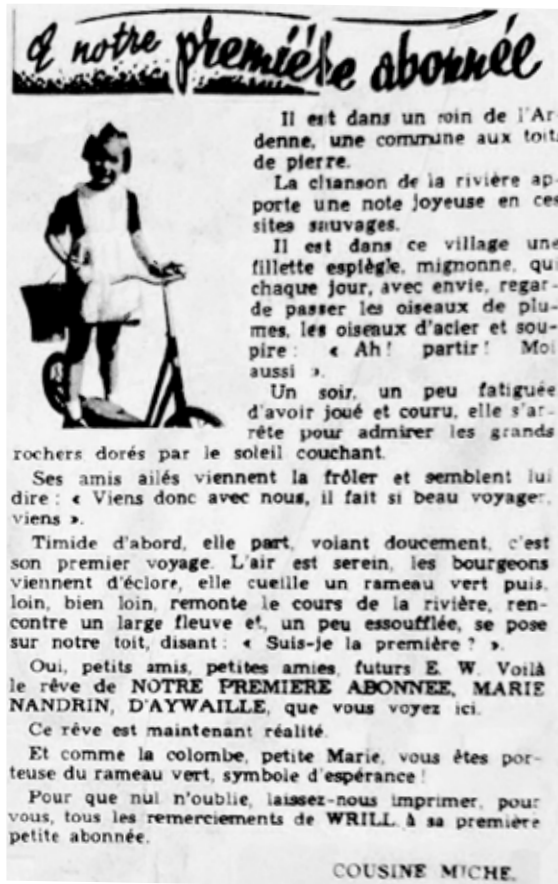 A notre première abonnée
Il est dans un coin de l'Ar-
denne, une commune aux toits
de pierre.
La chanson de la rivière ap-
porte une note joyeuse en ces
sites sauvages.
Il est dans ce village une
fillette espiègle, mignonne, qui
chaque jour, avec envie, regar-
de passer les oiseaux de plu-
mes, les oiseaux d'acier et sou-
pire : « Ah ! partir ! Moi
aussi ».
Un soir, un peu fatiguée
d'avoir joué et couru, elle s'ar-
rête pour admirer les grands
rochers dorés par le soleil couchant.
Ses amis ailés viennent la frôler et semblent lui
dire : « Viens donc avec nous, il fait si beau voyager,
viens ».
Timide d'abord, elle part, volant doucement, c'est
son premier voyage. L'air est serein, les bourgeons
viennent d'éclore, elle cueille un rameau vert puis,
loin, bien loin, remonte le cours de la rivière, ren-
contre un large fleuve et, un peu essoufflée, se pose
sur notre toit, disant : « Suis-je la première ? ».
Oui, petits amis, petites amies, futurs E. W. Voilà
le rêve de NOTRE PREMIERE ABONNEE, MARIE
NANDRIN, D'AYWAILLE, que vous voyez ici.
Ce rêve est maintenant réalité.
Et comme la colombe, petite Marie, vous êtes por-
teuse du rameau vert, symbole d'espérance !
Pour que nul n'oublie, laissez-nous imprimer, pour
vous, tous les remerciements de WRILL à sa première
petite abonnée.
COUSINE MICHE.